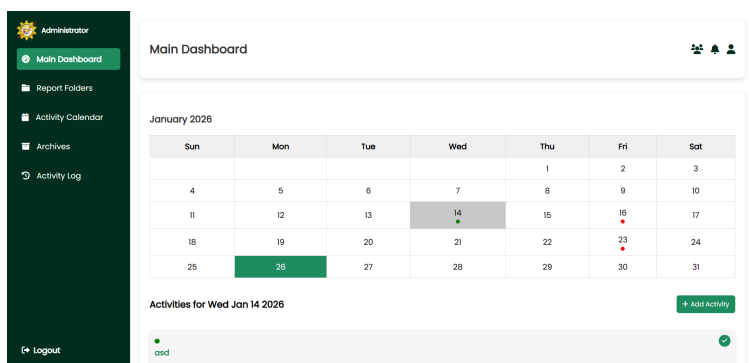 Administrator
Main Dashboard
Report Folders
Activity Calendar
Archives
Activity Log
Logout
Main Dashboard
January 2026
Sun Mon Tue Wed Thu Fri Sat
1 2 3
4 5 6 7 8 9 10
11 12 13 14 15 16 17
18 19 20 21 22 23 24
25 26 27 28 29 30 31
Activities for Wed Jan 14 2026
+ Add Activity
asd